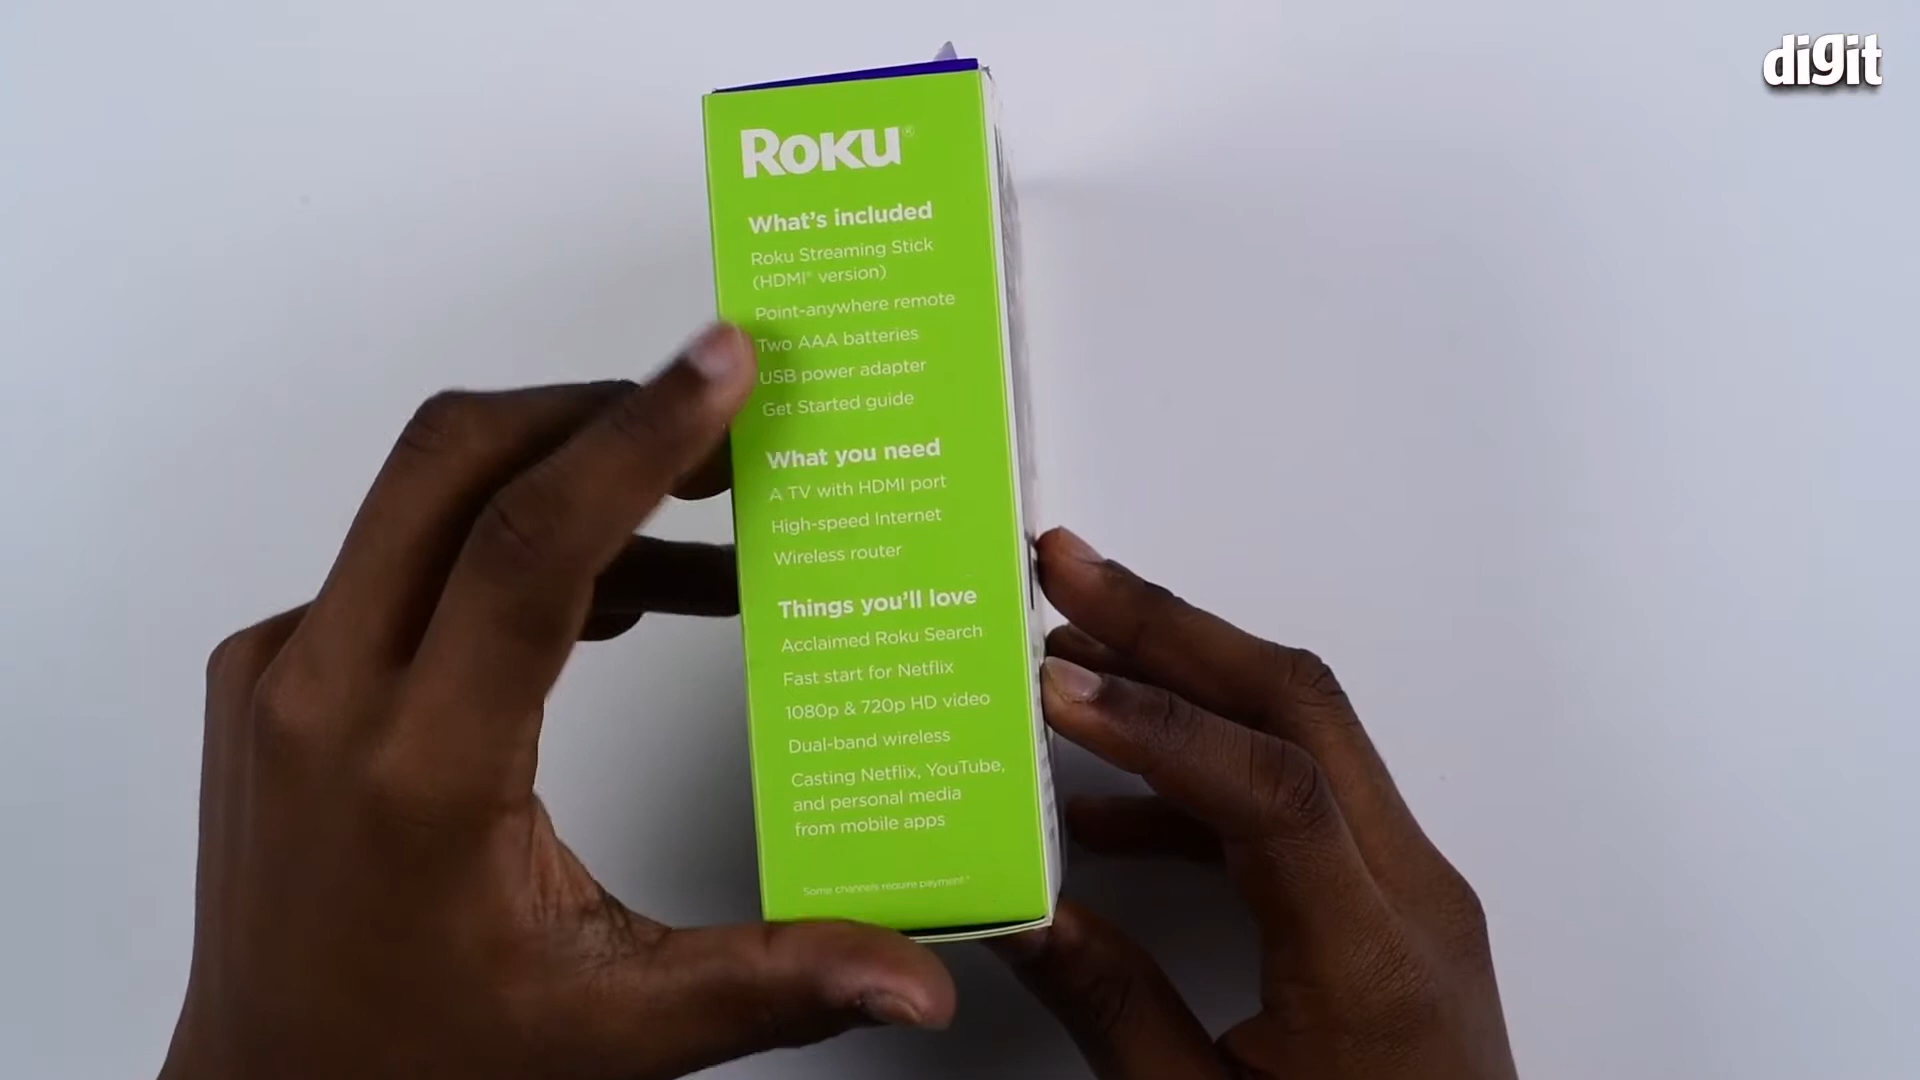 digit
Roku®
What's included
Roku Streaming Stick
(HDMI® version)
Point-anywhere remote
Two AAA batteries
USB power adapter
Get Started guide
What you need
A TV with HDMI port
High-speed Internet
Wireless router
Things you'll love
Acclaimed Roku Search
Fast start for Netflix
1080p & 720p HD video
Dual-band wireless
Casting Netflix, YouTube,
and personal media
from mobile apps
Some channels require payment*